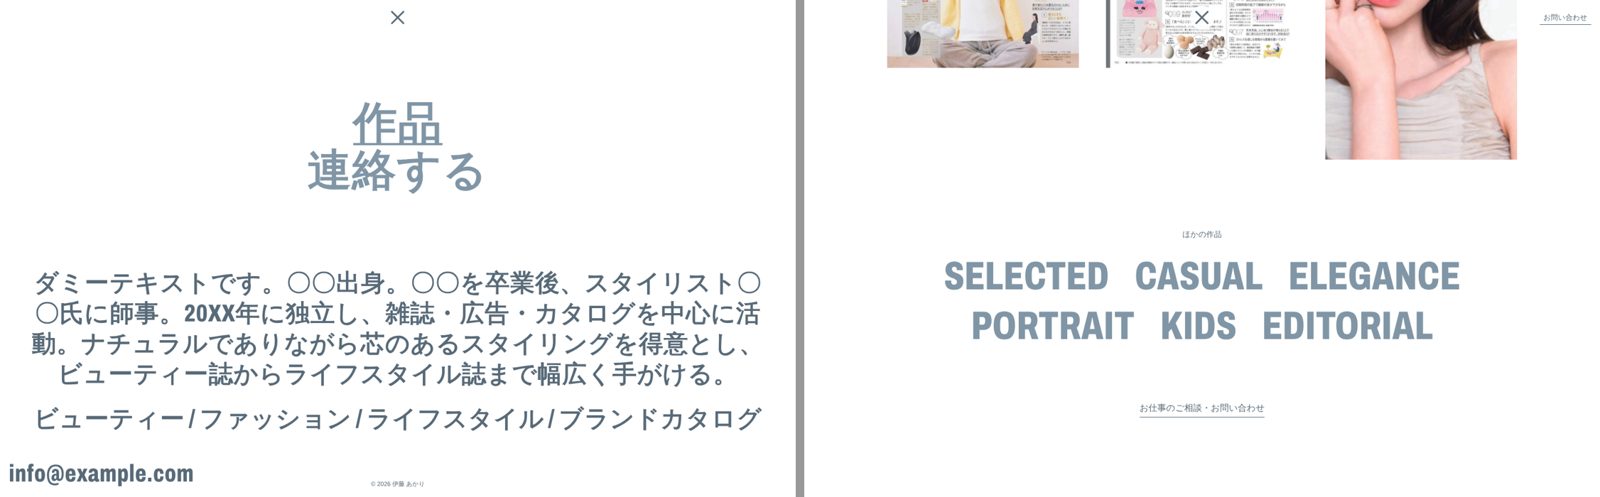 作品
連絡する
ダミーテキストです。〇〇出身。〇〇を卒業後、スタイリスト〇
〇氏に師事。20XX年に独立し、雑誌・広告・カタログを中心に活
動。ナチュラルでありながら芯のあるスタイリングを得意とし、
ビューティー誌からライフスタイル誌まで幅広く手がける。
ビューティー / ファッション / ライフスタイル / ブランドカタログ
info@example.com
© 2026 伊藤 あかり
お問い合わせ
ほかの作品
SELECTED CASUAL ELEGANCE
PORTRAIT KIDS EDITORIAL
お仕事のご相談・お問い合わせ